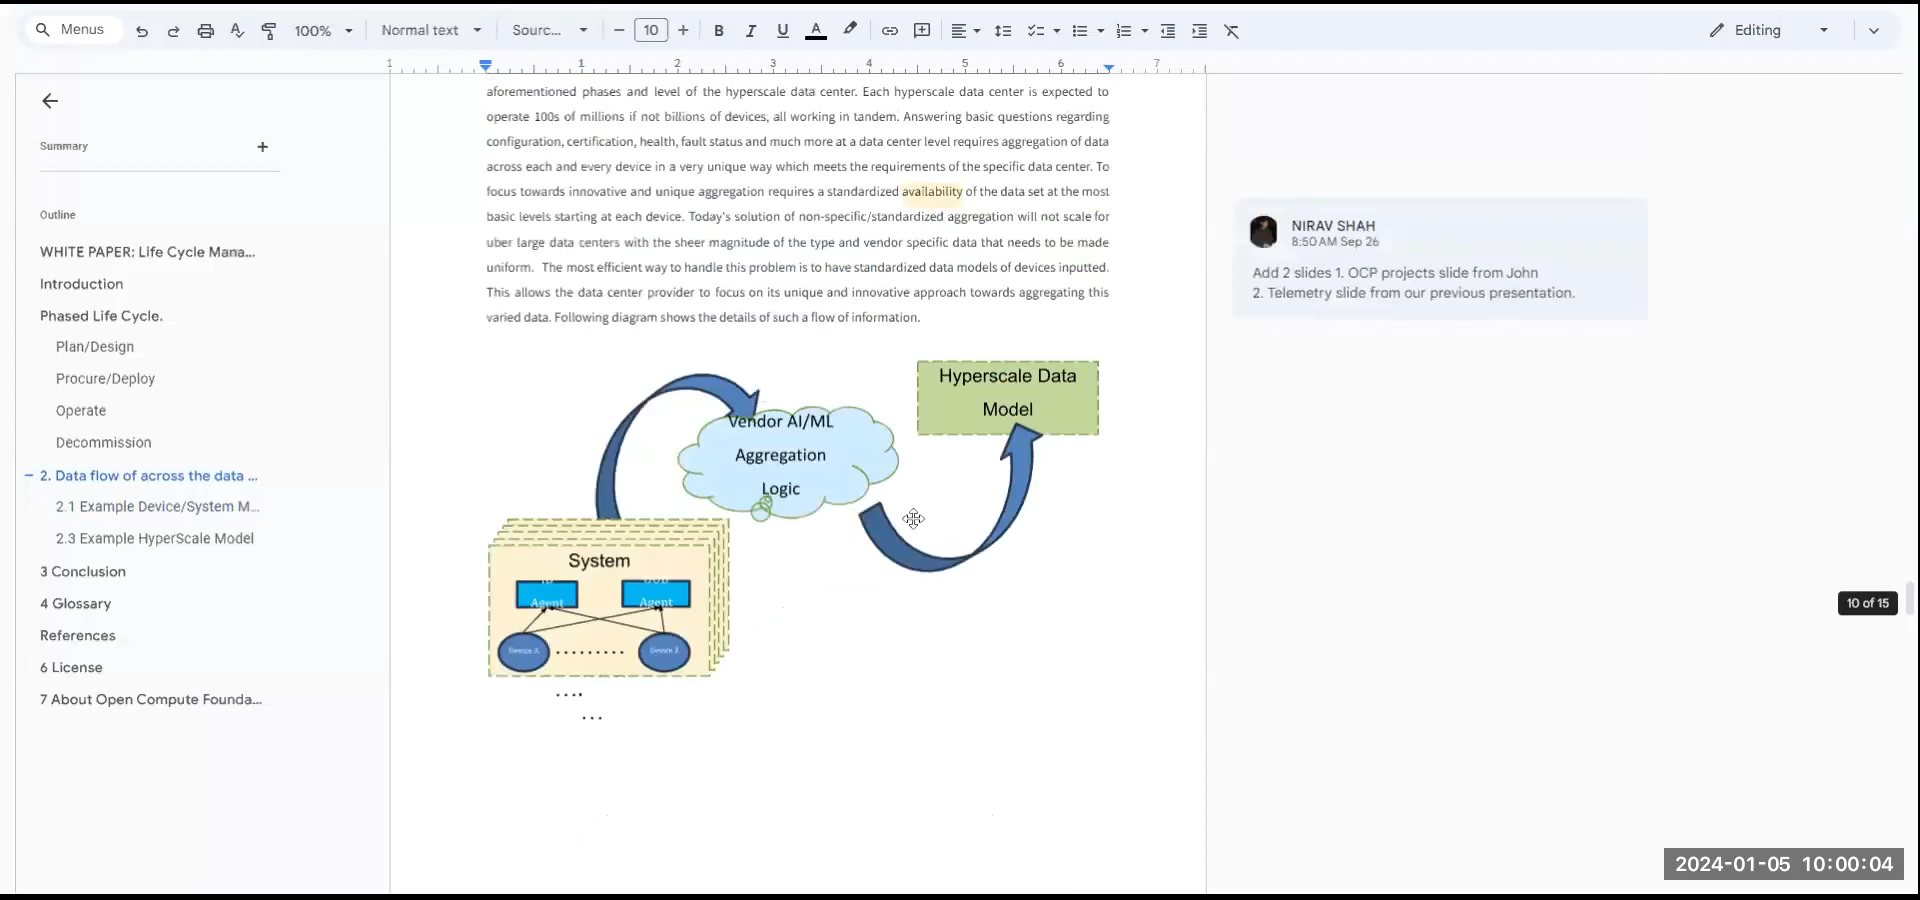 Menus
100%
Normal text
Sourc...
10
Editing
1 1 2 3 4 5 6 7
Summary
Outline
WHITE PAPER: Life Cycle Mana...
Introduction
Phased Life Cycle.
Plan/Design
Procure/Deploy
Operate
Decommission
2. Data flow of across the data ...
2.1 Example Device/System M...
2.3 Example HyperScale Model
3 Conclusion
4 Glossary
References
6 License
7 About Open Compute Founda...
aforementioned phases and level of the hyperscale data center. Each hyperscale data center is expected to
operate 100s of millions if not billions of devices, all working in tandem. Answering basic questions regarding
configuration, certification, health, fault status and much more at a data center level requires aggregation of data
across each and every device in a very unique way which meets the requirements of the specific data center. To
focus towards innovative and unique aggregation requires a standardized availability of the data set at the most
basic levels starting at each device. Today's solution of non-specific/standardized aggregation will not scale for
uber large data centers with the sheer magnitude of the type and vendor specific data that needs to be made
uniform. The most efficient way to handle this problem is to have standardized data models of devices inputted.
This allows the data center provider to focus on its unique and innovative approach towards aggregating this
varied data. Following diagram shows the details of such a flow of information.
Hyperscale Data
Model
Vendor AI/ML
Aggregation
Logic
System
Agent
Agent
.........
....
...
NIRAV SHAH
8:50 AM Sep 26
Add 2 slides 1. OCP projects slide from John
2. Telemetry slide from our previous presentation.
10 of 15
2024-01-05 10:00:04